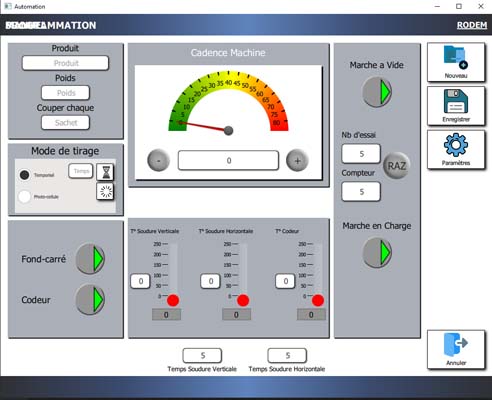 Automation
PROGRAMMATION
RODEM
Produit
Produit
Poids
Poids
Couper chaque
Sachet
Mode de tirage
Temporisé
Temps
Photo-cellule
Fond-carré
Codeur
Cadence Machine
0 5 10 15 20 25 30 35 40 45 50 55 60 65 70 75 80
- 0 +
T° Soudure Verticale T° Soudure Horizontale T° Codeur
250 250 250
200 200 200
150 150 150
0 0 0
100 100 100
50 50 50
0 0 0
0 0 0
5 5
Temps Soudure Verticale Temps Soudure Horizontale
Marche a Vide
Nb d'essai
5
RAZ
Compteur
5
Marche en Charge
Nouveau
Enregistrer
Paramètres
Annuler